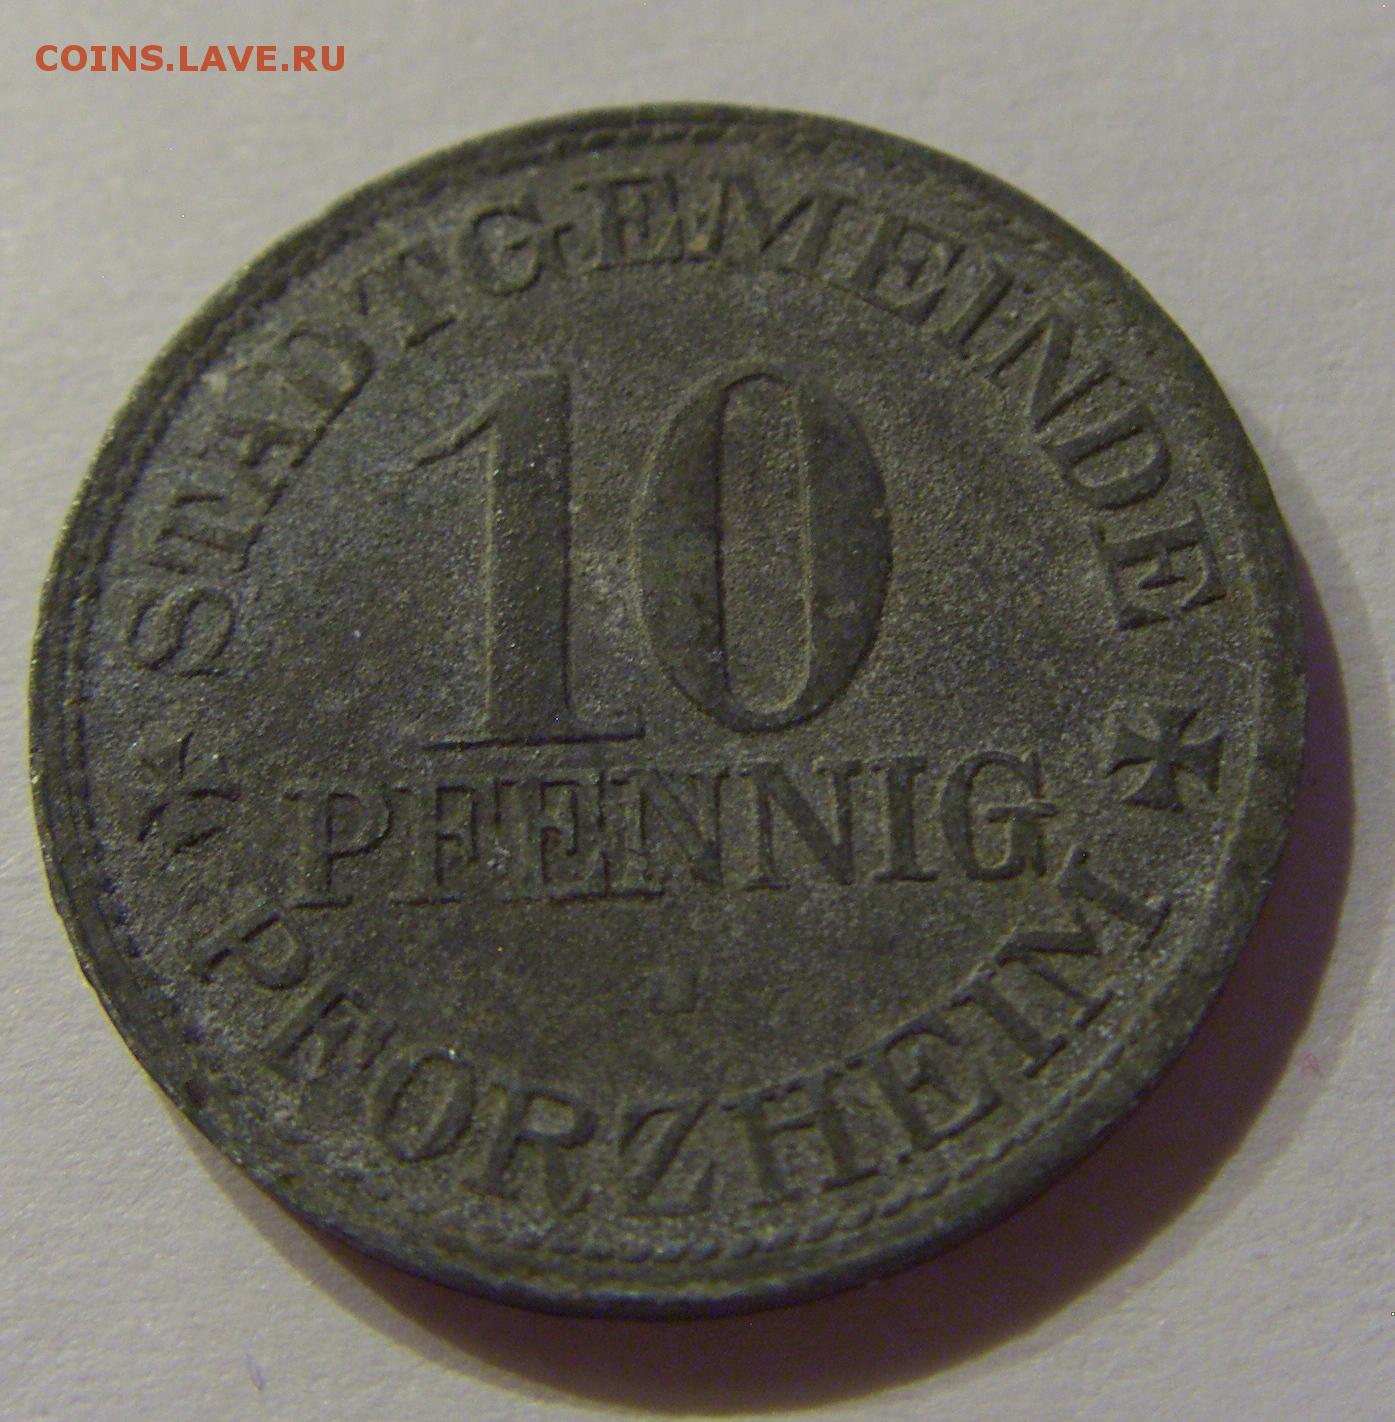 COINS.LAVE.RU
STADTGEMEINDE
10
PFENNIG
PFORZHEIM